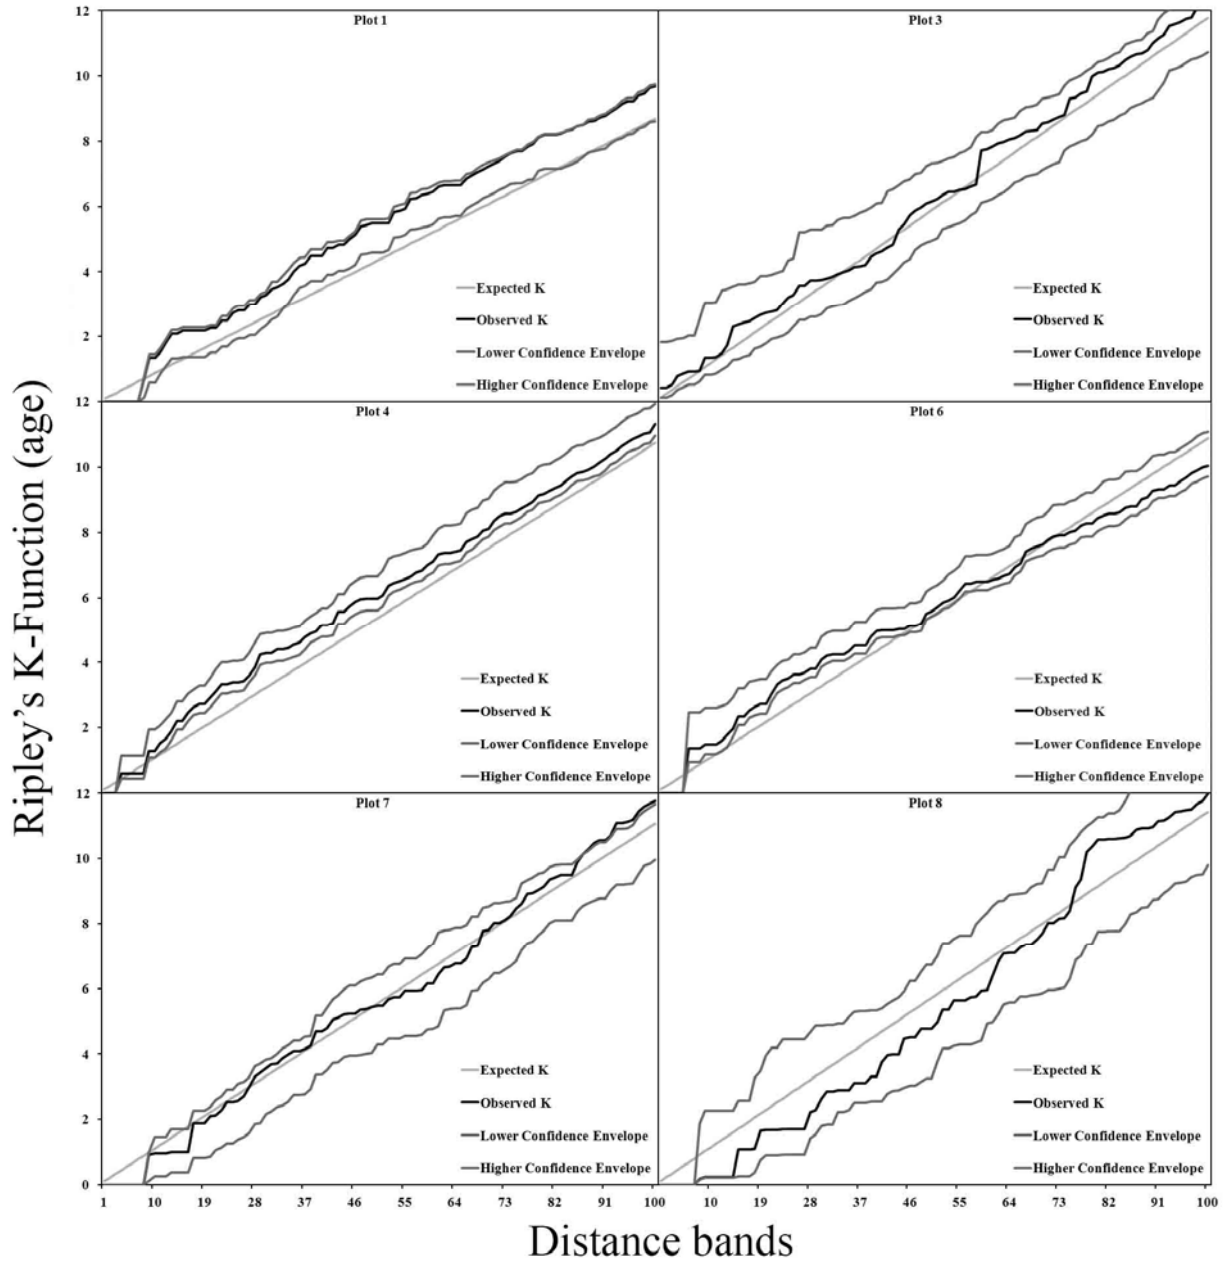 Ripley's K-Function (age)
Plot 1
12
10
8
6
4
2
Expected K
Observed K
Lower Confidence Envelope
Higher Confidence Envelope
Plot 3
Expected K
Observed K
Lower Confidence Envelope
Higher Confidence Envelope
Plot 4
12
10
8
6
4
2
Expected K
Observed K
Lower Confidence Envelope
Higher Confidence Envelope
Plot 6
Expected K
Observed K
Lower Confidence Envelope
Higher Confidence Envelope
Plot 7
12
10
8
6
4
2
0
Expected K
Observed K
Lower Confidence Envelope
Higher Confidence Envelope
1 10 19 28 37 46 55 64 73 82 91 100
Plot 8
Expected K
Observed K
Lower Confidence Envelope
Higher Confidence Envelope
10 19 28 37 46 55 64 73 82 91 100
Distance bands